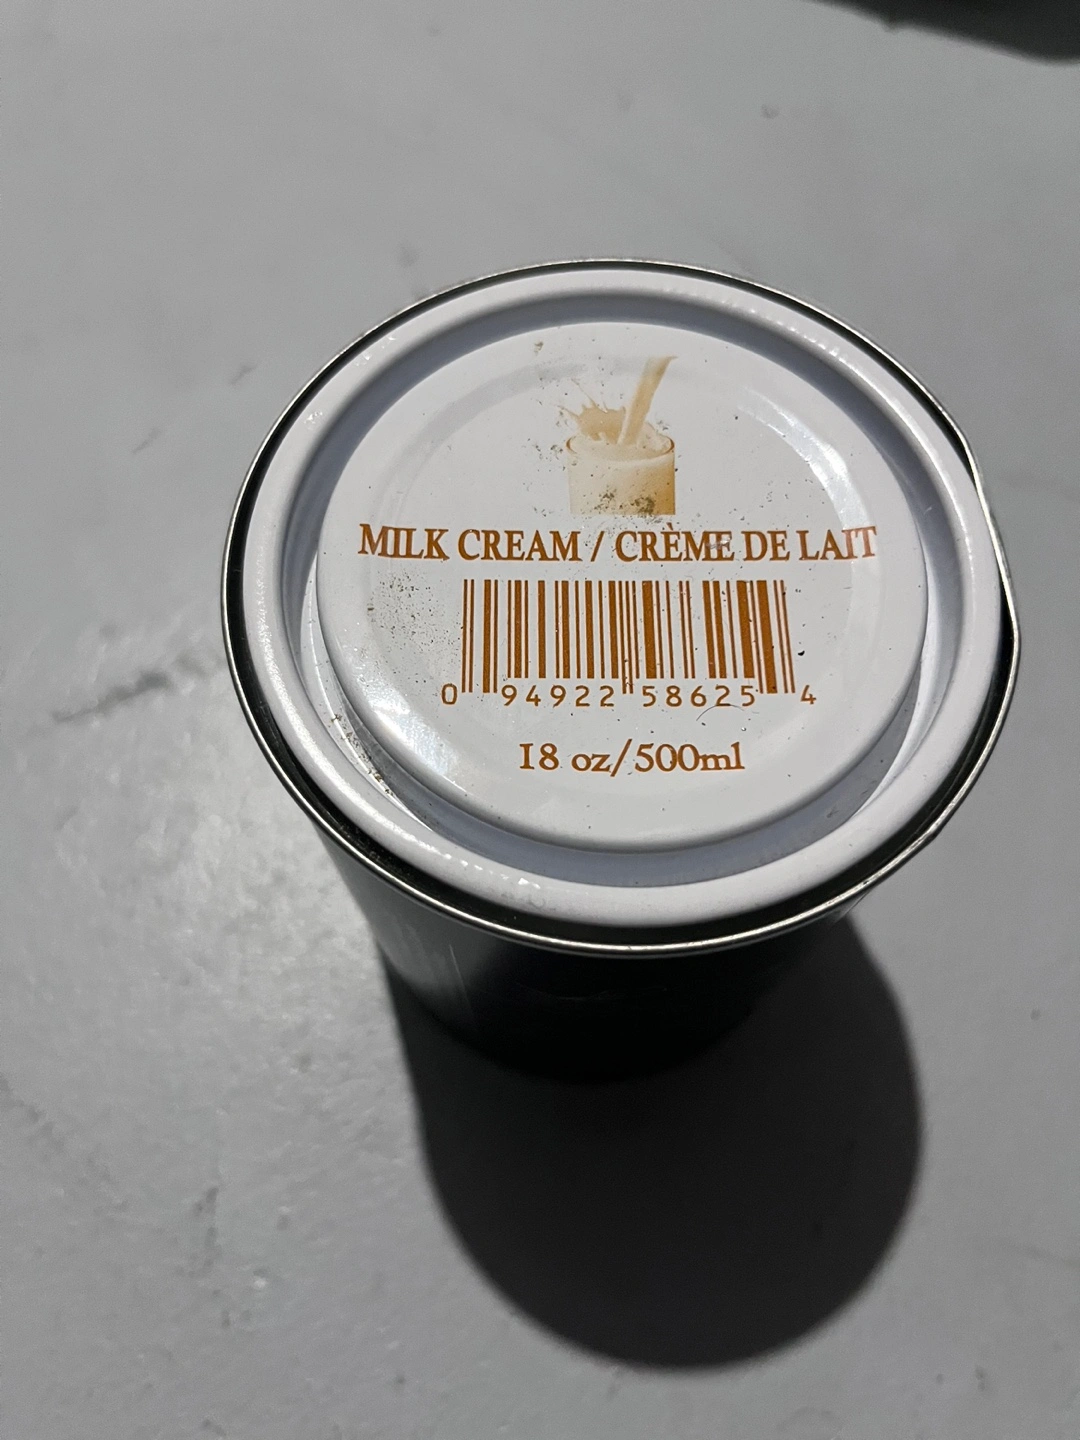 MILK CREAM / CRÈME DE LAIT
0 94922 58625 4
18 oz/500ml